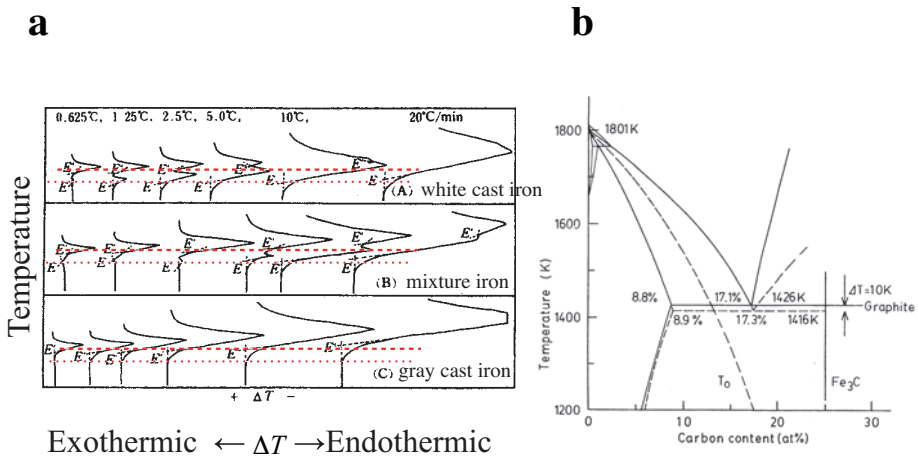 a
b
0.625℃, 1 25℃, 2.5℃, 5.0℃, 10℃, 20°C/min
E' E' E' E' E' E'
E E E E E E
(A) white cast iron
E' E' E' E' E' E'
E E E E E E
(B) mixture iron
E' E' E' E' E' E'
(C) gray cast iron
+ ΔT −
Temperature
Exothermic ← ΔT → Endothermic
1801K
1800
1600
1400
1200
Temperature (K)
8.8%
17.1%
1426K
ΔT=10K
Graphite
8.9 %
17.3%
1416K
T₀
Fe₃C
0 10 20 30
Carbon content (at%)